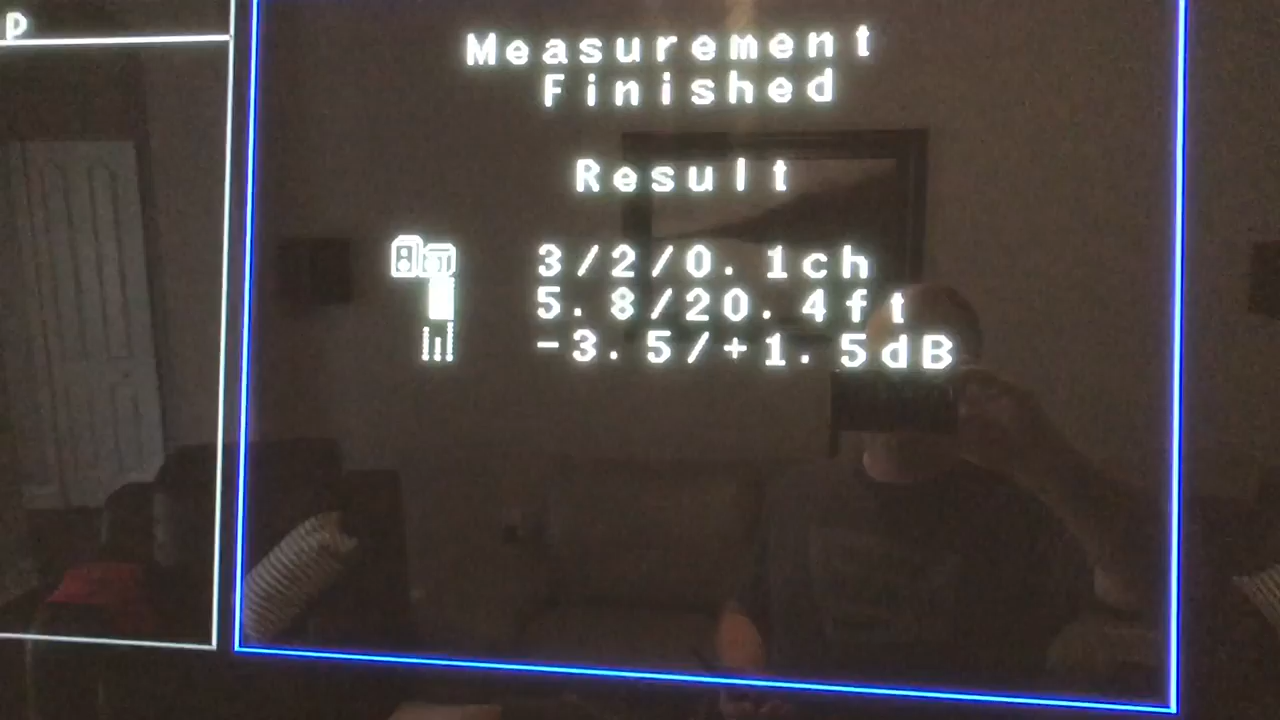 p
Measurement
Finished
Result
3/2/0.1ch
5.8/20.4ft
-3.5/+1.5dB